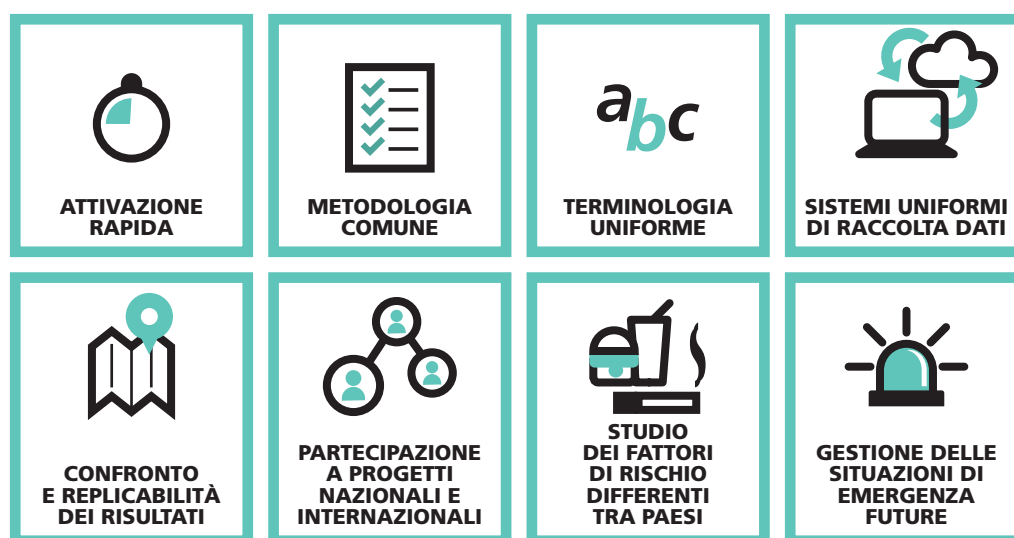 abc
ATTIVAZIONE
RAPIDA
METODOLOGIA
COMUNE
TERMINOLOGIA
UNIFORME
SISTEMI UNIFORMI
DI RACCOLTA DATI
CONFRONTO
E REPLICABILITÀ
DEI RISULTATI
PARTECIPAZIONE
A PROGETTI
NAZIONALI E
INTERNAZIONALI
STUDIO
DEI FATTORI
DI RISCHIO
DIFFERENTI
TRA PAESI
GESTIONE DELLE
SITUAZIONI DI
EMERGENZA
FUTURE